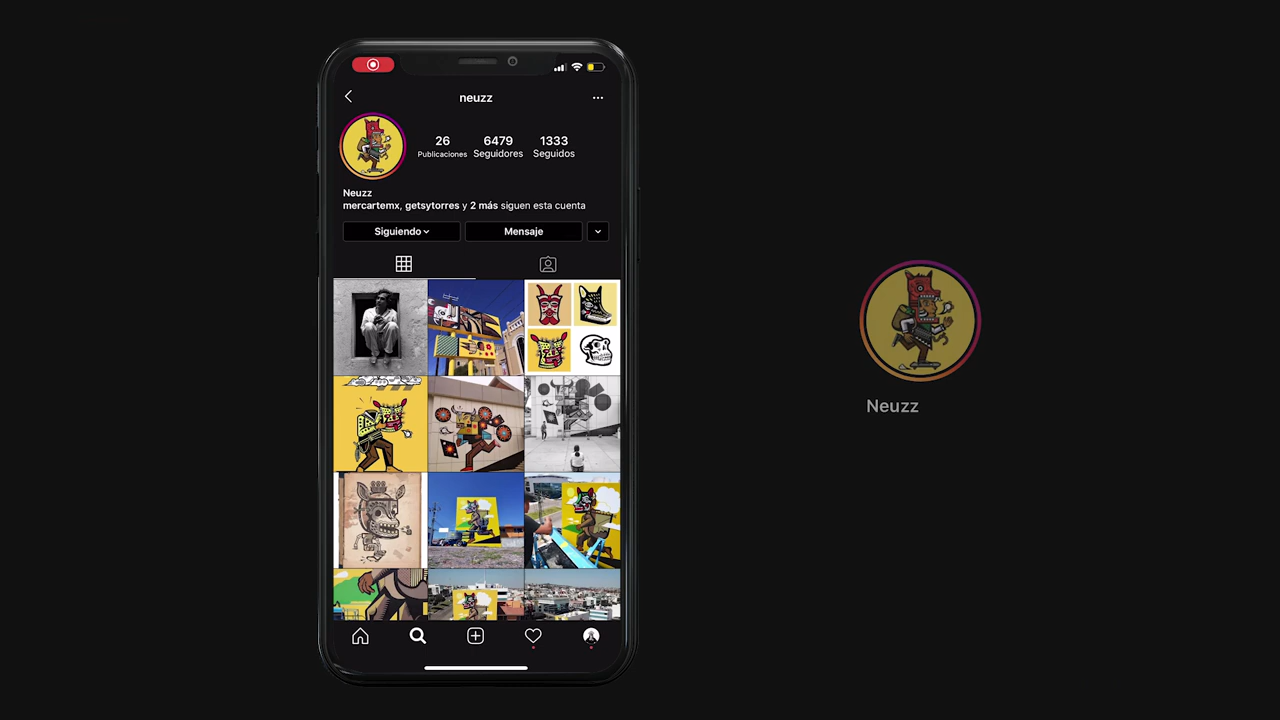 neuzz
26 6479 1333
Publicaciones Seguidores Seguidos
Neuzz
mercartemx, getsytorres y 2 más siguen esta cuenta
Siguiendo Mensaje
Neuzz